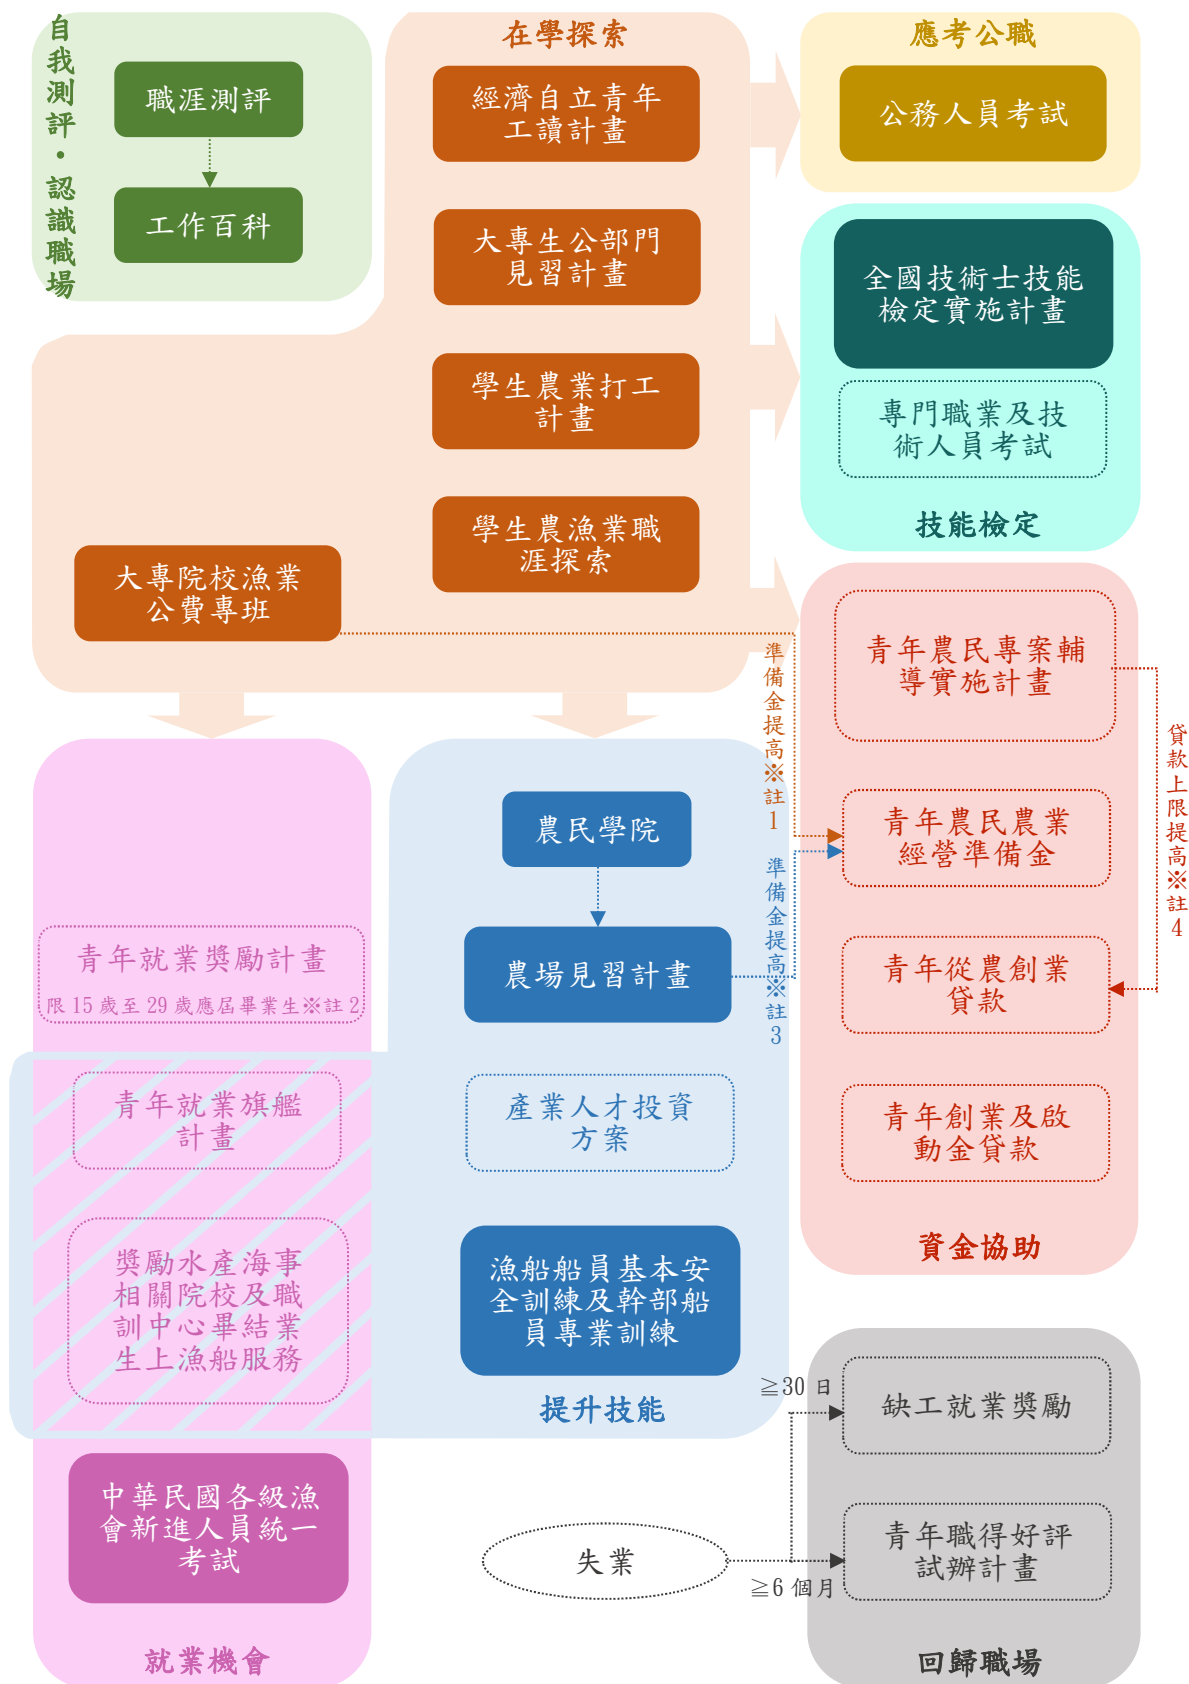 自我測評・認識職場
職涯測評
工作百科
在學探索
經濟自立青年
工讀計畫
大專生公部門
見習計畫
學生農業打工
計畫
學生農漁業職
涯探索
大專院校漁業
公費專班
應考公職
公務人員考試
全國技術士技能
檢定實施計畫
專門職業及技
術人員考試
技能檢定
青年農民專案輔
導實施計畫
青年農民農業
經營準備金
青年從農創業
貸款
青年創業及啟
動金貸款
資金協助
準備金提高※註1
準備金提高※註3
貸款上限提高※註4
農民學院
農場見習計畫
產業人才投資
方案
漁船船員基本安
全訓練及幹部船
員專業訓練
提升技能
青年就業獎勵計畫
限15歲至29歲應屆畢業生※註2
青年就業旗艦
計畫
獎勵水產海事
相關院校及職
訓中心畢結業
生上漁船服務
中華民國各級漁
會新進人員統一
考試
就業機會
失業
≧30日
≧6個月
缺工就業獎勵
青年職得好評
試辦計畫
回歸職場